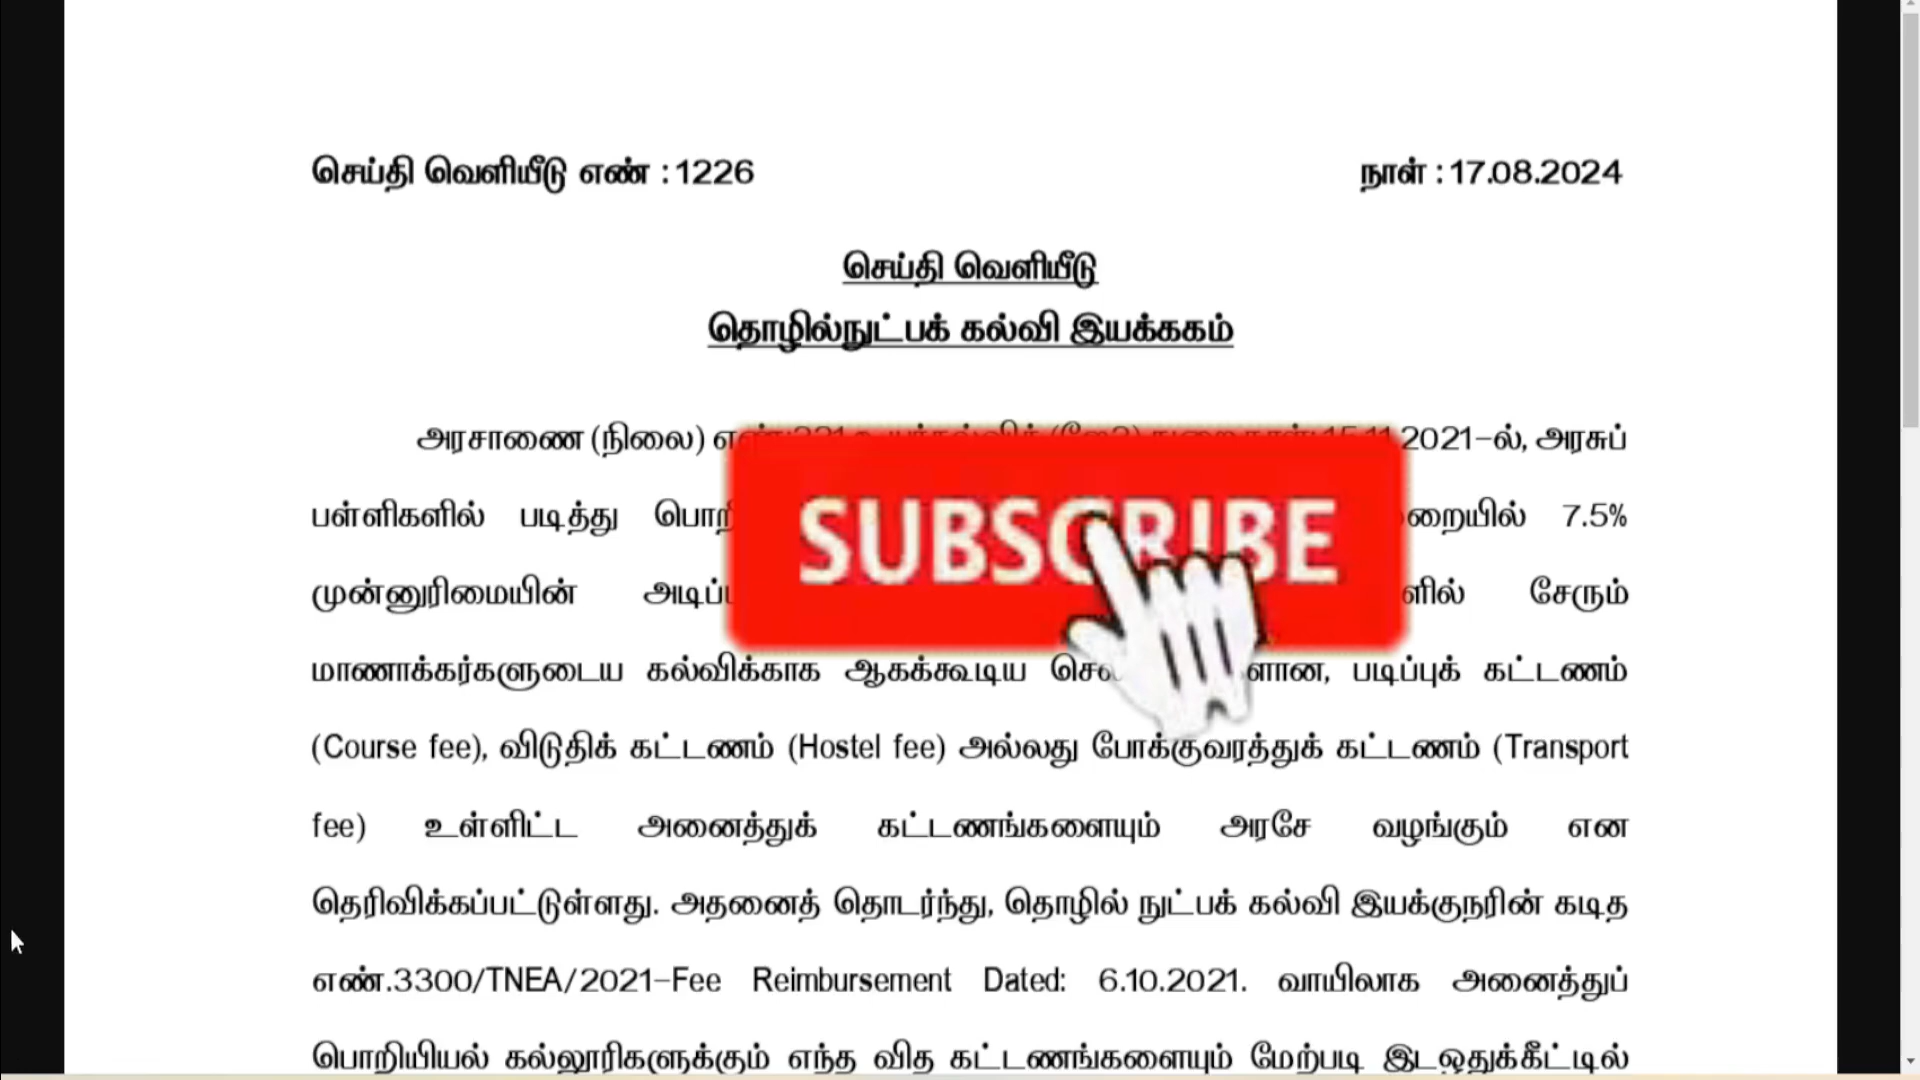 செய்தி வெளியீடு எண் : 1226 நாள் : 17.08.2024
செய்தி வெளியீடு
தொழில்நுட்பக் கல்வி இயக்ககம்
அரசாணை (நிலை) 2021-ல், அரசுப்
பள்ளிகளில் படித்து 7.5%
முன்னுரிமையின் சேரும்
SUBSCRIBE
மாணாக்கர்களுடைய கல்விக்காக ஆகக்கூடிய படிப்புக் கட்டணம்
(Course fee), விடுதிக் கட்டணம் (Hostel fee) அல்லது போக்குவரத்துக் கட்டணம் (Transport
fee) உள்ளிட்ட அனைத்துக் கட்டணங்களையும் அரசே வழங்கும் என
தெரிவிக்கப்பட்டுள்ளது. அதனைத் தொடர்ந்து, தொழில் நுட்பக் கல்வி இயக்குநரின் கடித
எண்.3300/TNEA/2021-Fee Reimbursement Dated: 6.10.2021. வாயிலாக அனைத்துப்
பொறியியல் கல்லூரிகளுக்கும் எந்த வித கட்டணங்களையும் மேற்படி இடஒதுக்கீட்டில்